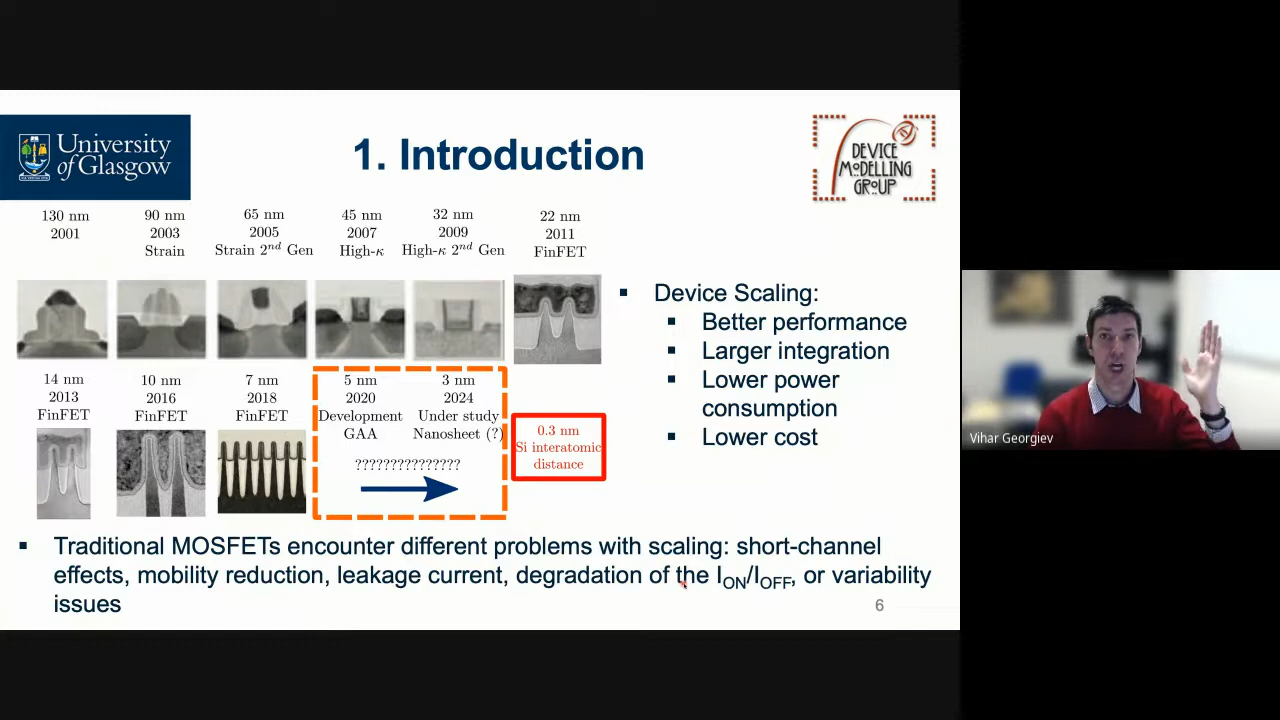 University
of Glasgow
1. Introduction
DEVICE
MODELLING
GROUP
130 nm
2001
90 nm
2003
Strain
65 nm
2005
Strain 2nd Gen
45 nm
2007
High-κ
32 nm
2009
High-κ 2nd Gen
22 nm
2011
FinFET
14 nm
2013
FinFET
10 nm
2016
FinFET
7 nm
2018
FinFET
5 nm
2020
Development
GAA
3 nm
2024
Under study
Nanosheet (?)
???????????????
0.3 nm
Si interatomic
distance
▪ Device Scaling:
▪ Better performance
▪ Larger integration
▪ Lower power
consumption
▪ Lower cost
▪ Traditional MOSFETs encounter different problems with scaling: short-channel
effects, mobility reduction, leakage current, degradation of the ION/IOFF, or variability
issues
6
Vihar Georgiev